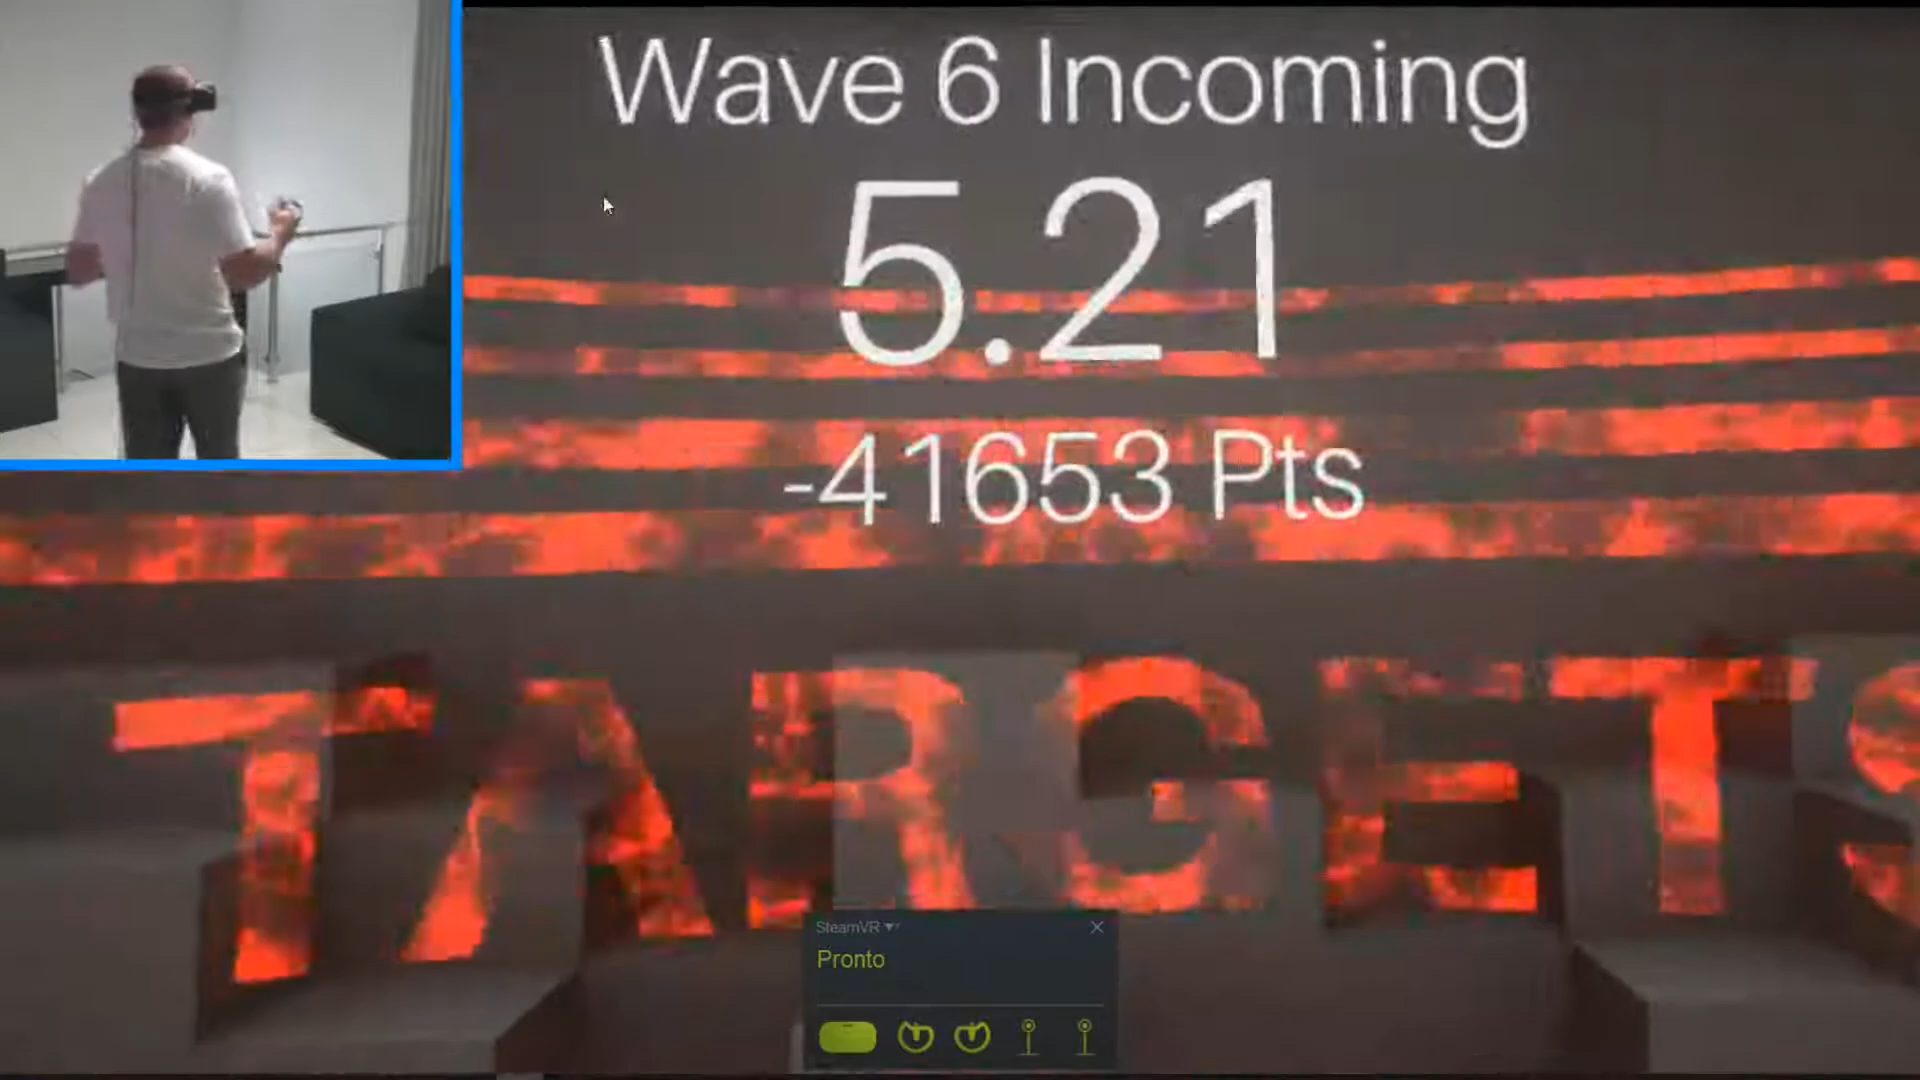 Wave 6 Incoming
5.21
-41653 Pts
TARGETS
SteamVR
Pronto